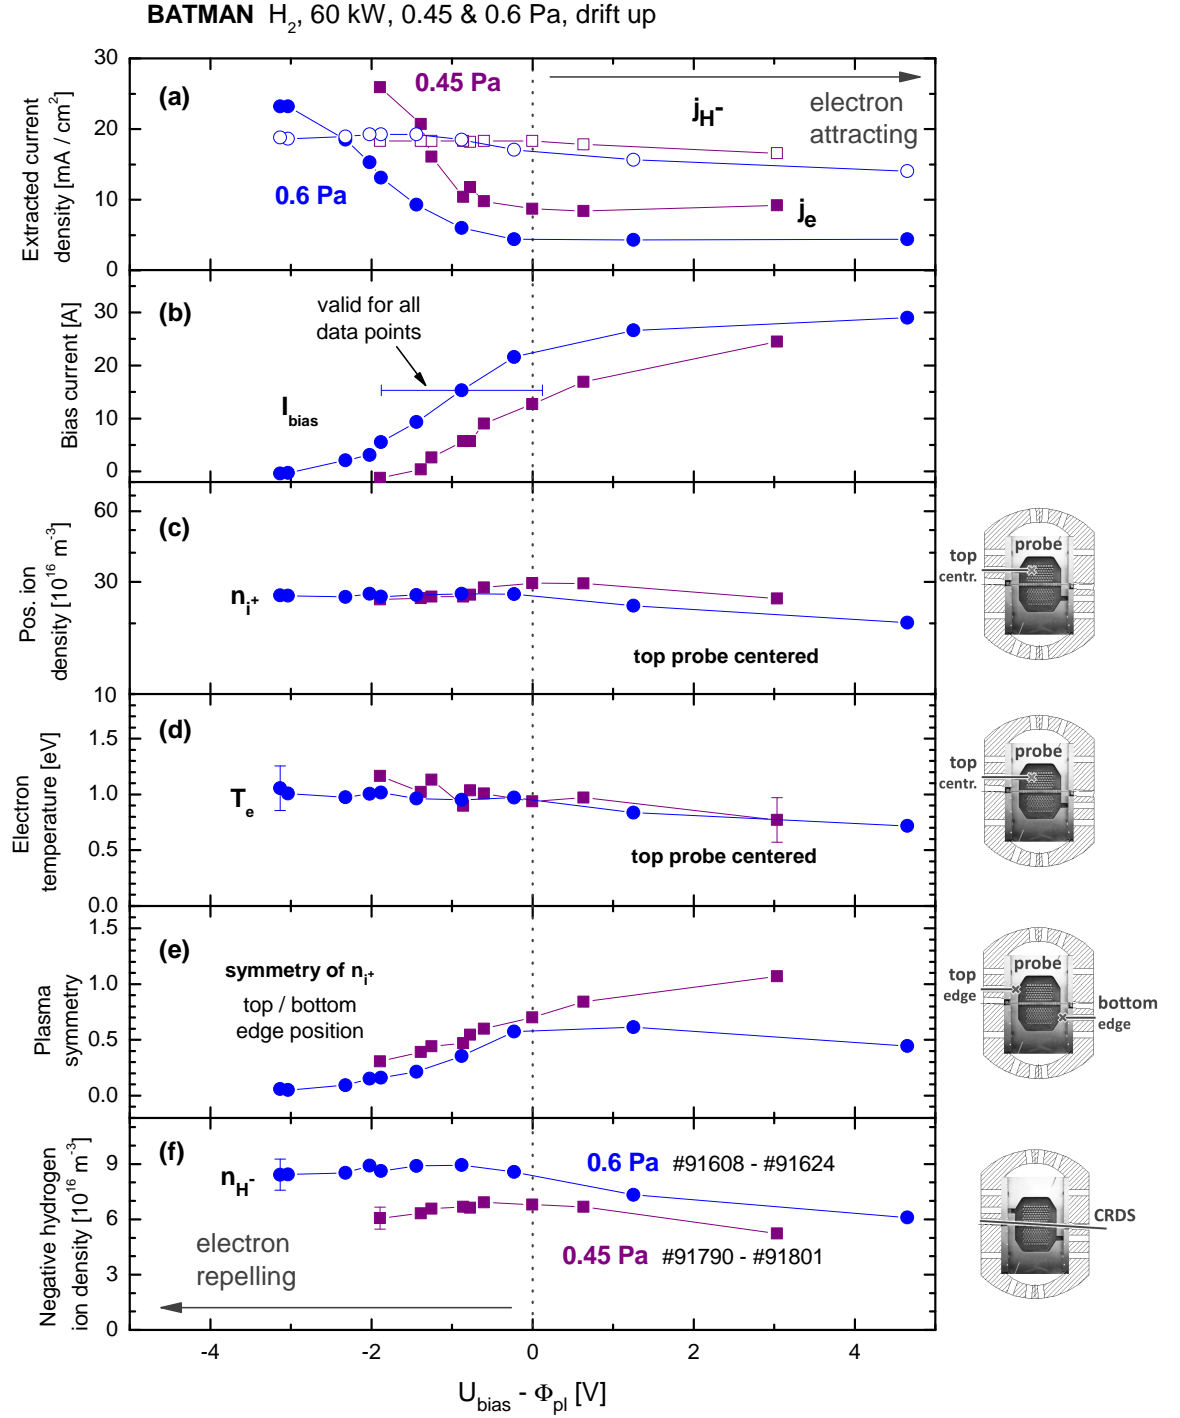 BATMAN H2, 60 kW, 0.45 & 0.6 Pa, drift up
30
20
10
0
Extracted current
density [mA / cm²]
(a)
0.45 Pa
0.6 Pa
jH-
electron
attracting
je
30
20
10
0
Bias current [A]
(b)
valid for all
data points
Ibias
60
30
10
Pos. ion
density [10¹⁶ m⁻³]
(c)
ni+
top probe centered
probe
top
centr.
1.5
1.0
0.5
0.0
Electron
temperature [eV]
(d)
Te
top probe centered
probe
top
centr.
1.5
1.0
0.5
0.0
Plasma
symmetry
(e)
symmetry of ni+
top / bottom
edge position
probe
top
edge
bottom
edge
9
6
3
0
Negative hydrogen
ion density [10¹⁶ m⁻³]
(f)
nH-
0.6 Pa #91608 - #91624
0.45 Pa #91790 - #91801
electron
repelling
CRDS
-4 -2 0 2 4
Ubias - Φpl [V]